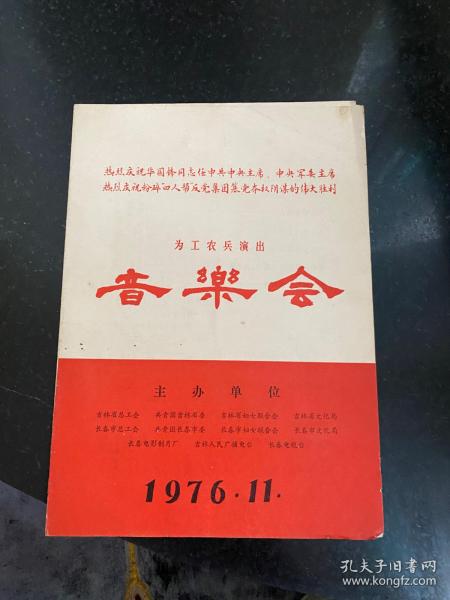 热烈庆祝华国锋同志任中共中央主席、中央军委主席
热烈庆祝粉碎四人帮反党集团篡党夺权阴谋的伟大胜利
为工农兵演出
音樂会
主办单位
吉林省总工会 共青团吉林省委 吉林省妇女联合会 吉林省文化局
长春市总工会 共青团长春市委 长春市妇女联合会 长春市文化局
长春电影制片厂 吉林人民广播电台 长春电视台
1976.11.
孔夫子旧书网
www.kongfz.com